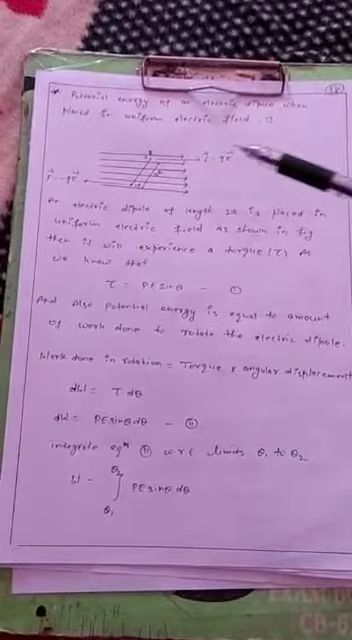 * Potential energy of an electric dipole when
placed in uniform electric field :)
An electric dipole of length 2a is placed in
uniform electric field as shown in fig
then is will experience a torque (τ) As
we know that
τ = PE sinθ - ①
And Also potential energy is equal to amount
of work done to rotate the electric dipole.
Work done in rotation = Torque x angular displacement
dW = τ dθ
dW = PE sinθ dθ - ②
integrate eqⁿ ② w.r.t limits θ₁ to θ₂
W = ∫ PE sinθ dθ
θ₂
θ₁